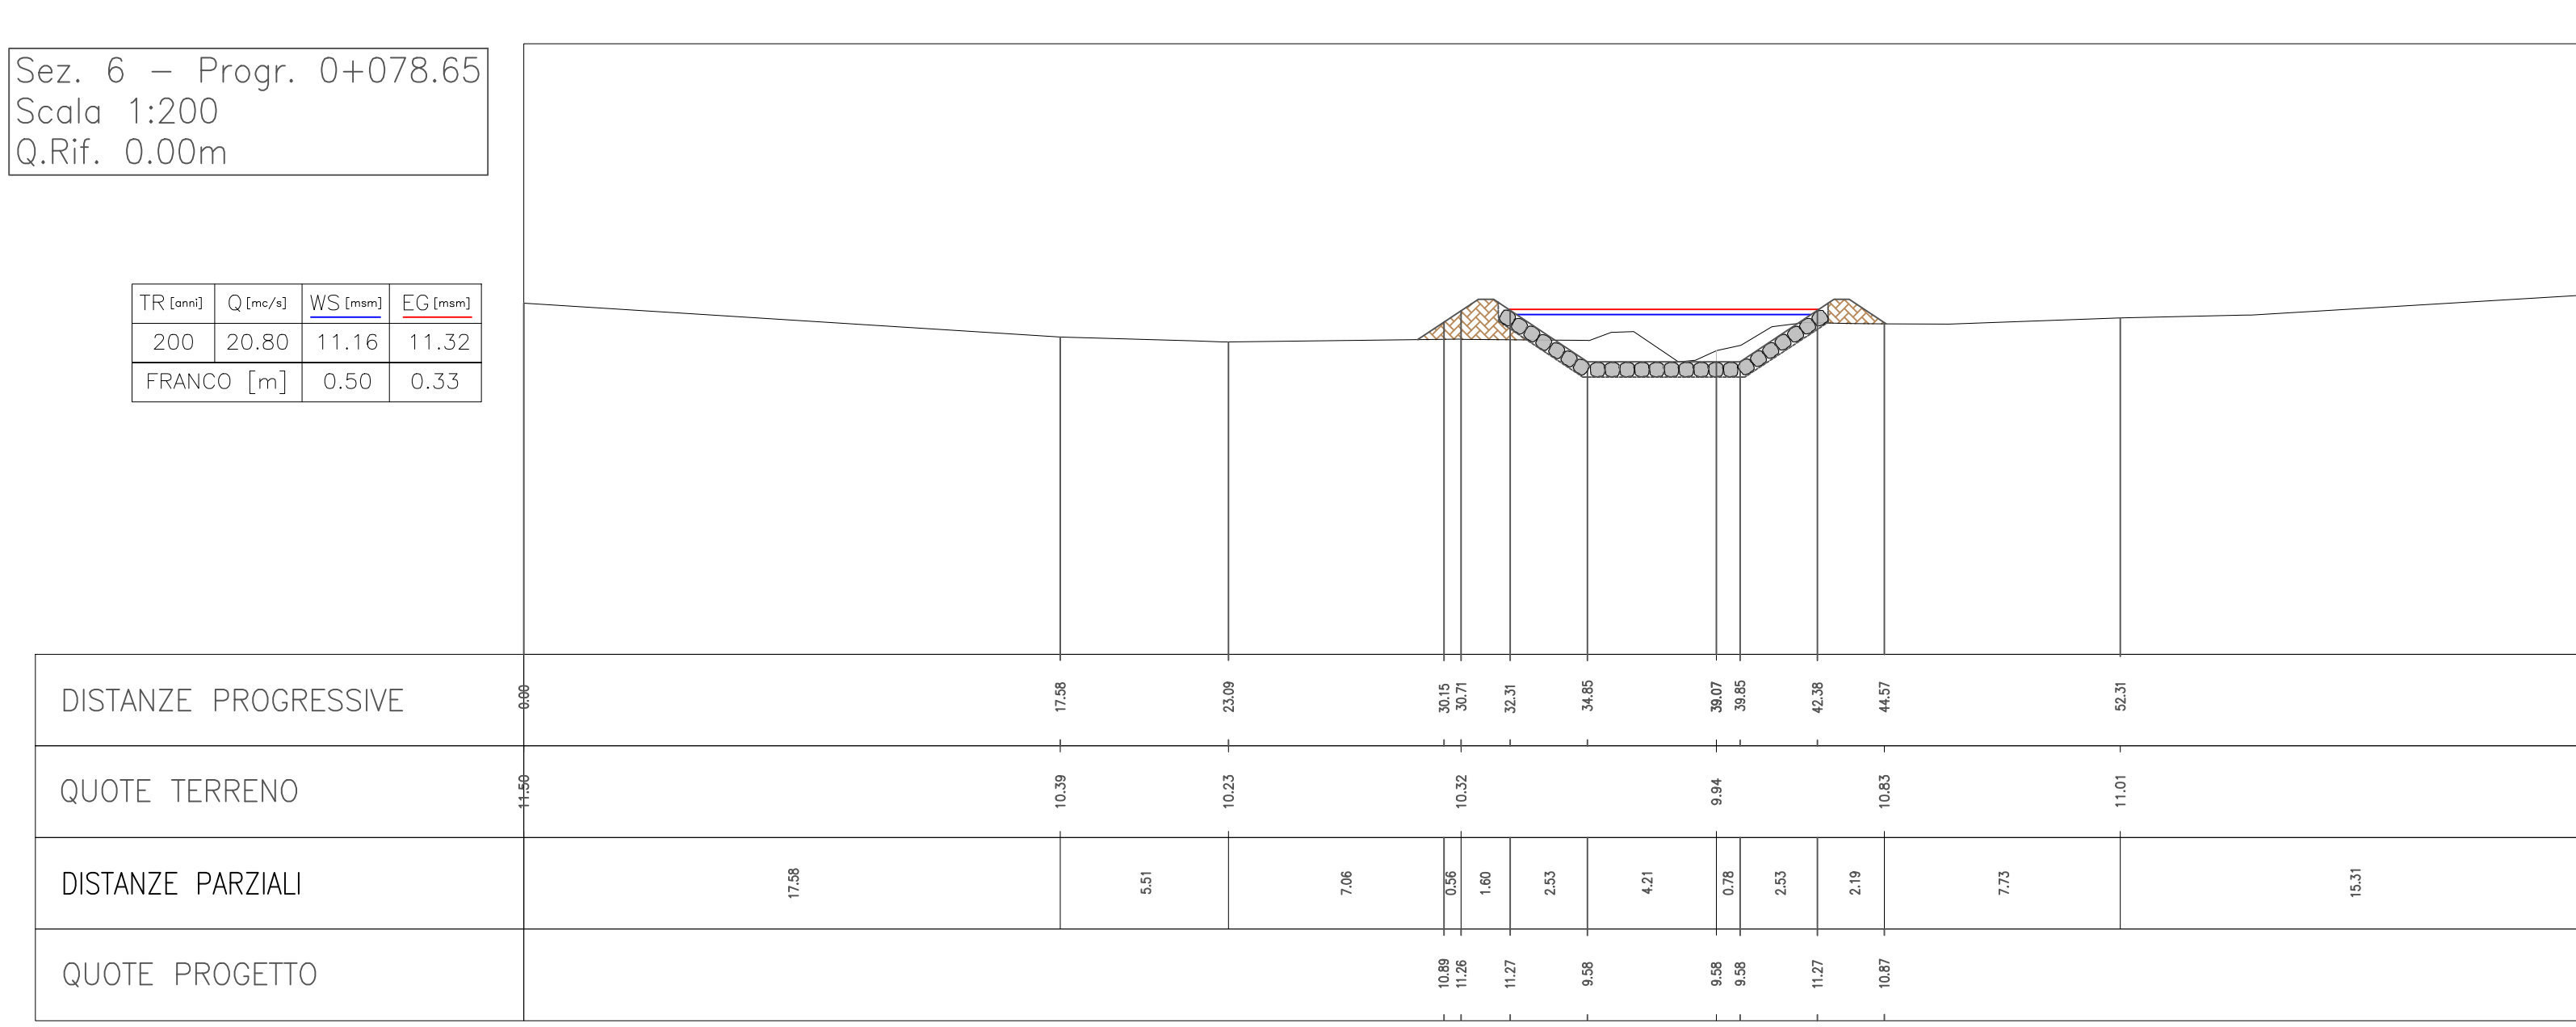 Sez. 6 – Progr. 0+078.65
Scala 1:200
Q.Rif. 0.00m
TR [anni] Q [mc/s] WS [msm] EG [msm]
200 20.80 11.16 11.32
FRANCO [m] 0.50 0.33
DISTANZE PROGRESSIVE 0.00 17.58 23.09 30.15 30.71 32.31 34.85 39.07 39.85 42.38 44.57 52.31
QUOTE TERRENO 11.50 10.39 10.23 10.32 9.94 10.83 11.01
DISTANZE PARZIALI 17.58 5.51 7.06 0.56 1.60 2.53 4.21 0.78 2.53 2.19 7.73 15.31
QUOTE PROGETTO 10.89 11.26 11.27 9.58 9.58 9.58 11.27 10.87